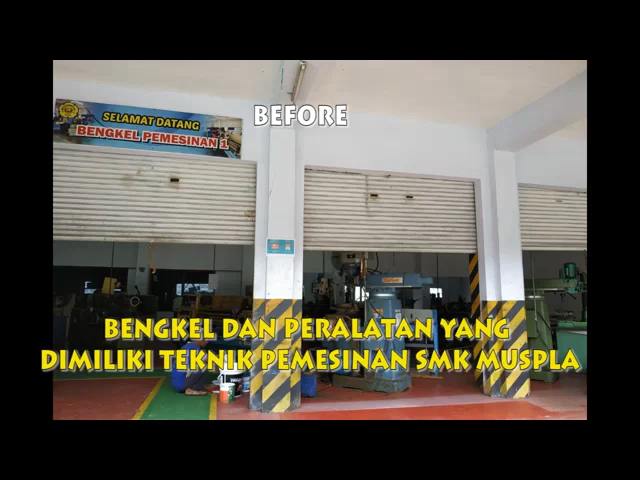 BEFORE
SELAMAT DATANG
BENGKEL PEMESINAN 1
BENGKEL DAN PERALATAN YANG
DIMILIKI TEKNIK PEMESINAN SMK MUSPLA